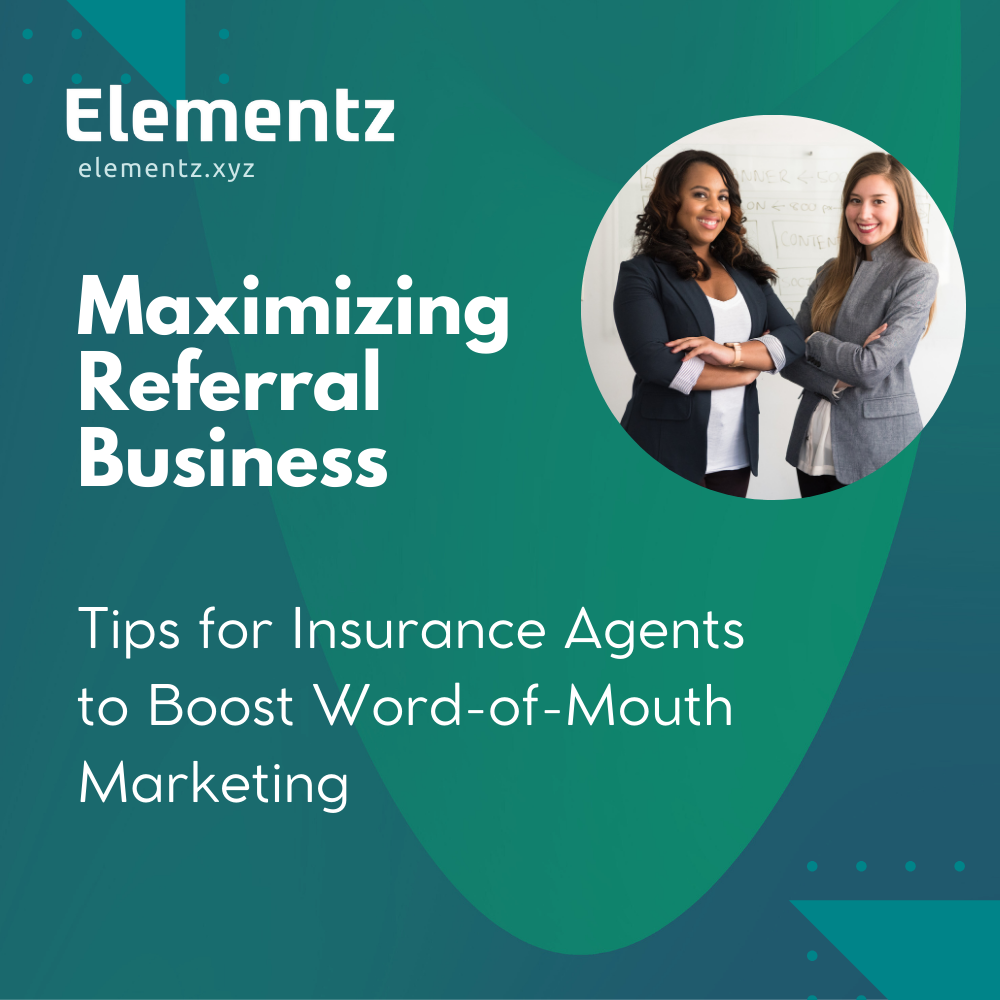 Elementz
elementz.xyz
Maximizing
Referral
Business
Tips for Insurance Agents
to Boost Word-of-Mouth
Marketing